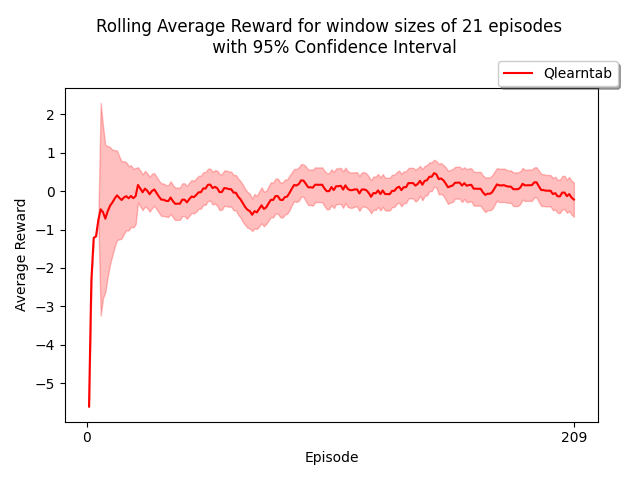 Rolling Average Reward for window sizes of 21 episodes
with 95% Confidence Interval
Qlearntab
2
1
0
−1
−2
−3
−4
−5
Average Reward
0
209
Episode